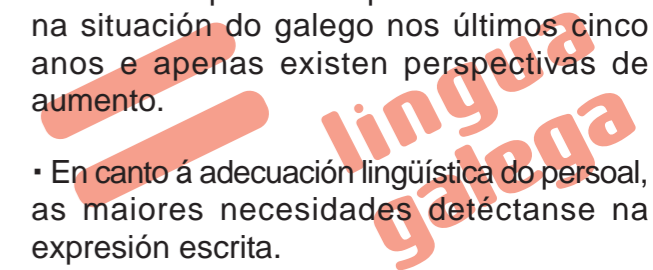 na situación do galego nos últimos cinco
anos e apenas existen perspectivas de
aumento.
lingua
galega
▪ En canto á adecuación lingüística do persoal,
as maiores necesidades detéctanse na
expresión escrita.